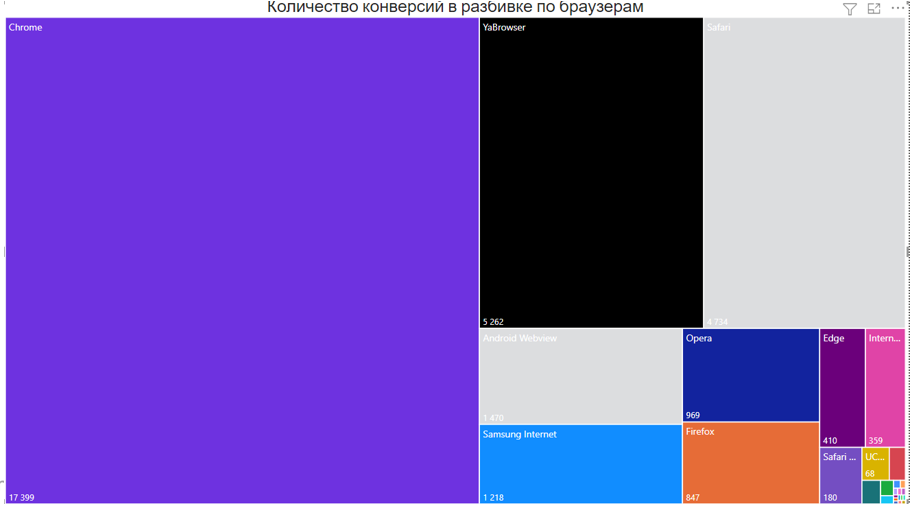 Количество конверсий в разбивке по браузерам
Chrome
17 399
YaBrowser
5 262
Safari
4 734
Android Webview
1 470
Samsung Internet
1 218
Opera
969
Firefox
847
Edge
410
Intern...
359
Safari ...
180
UC...
68